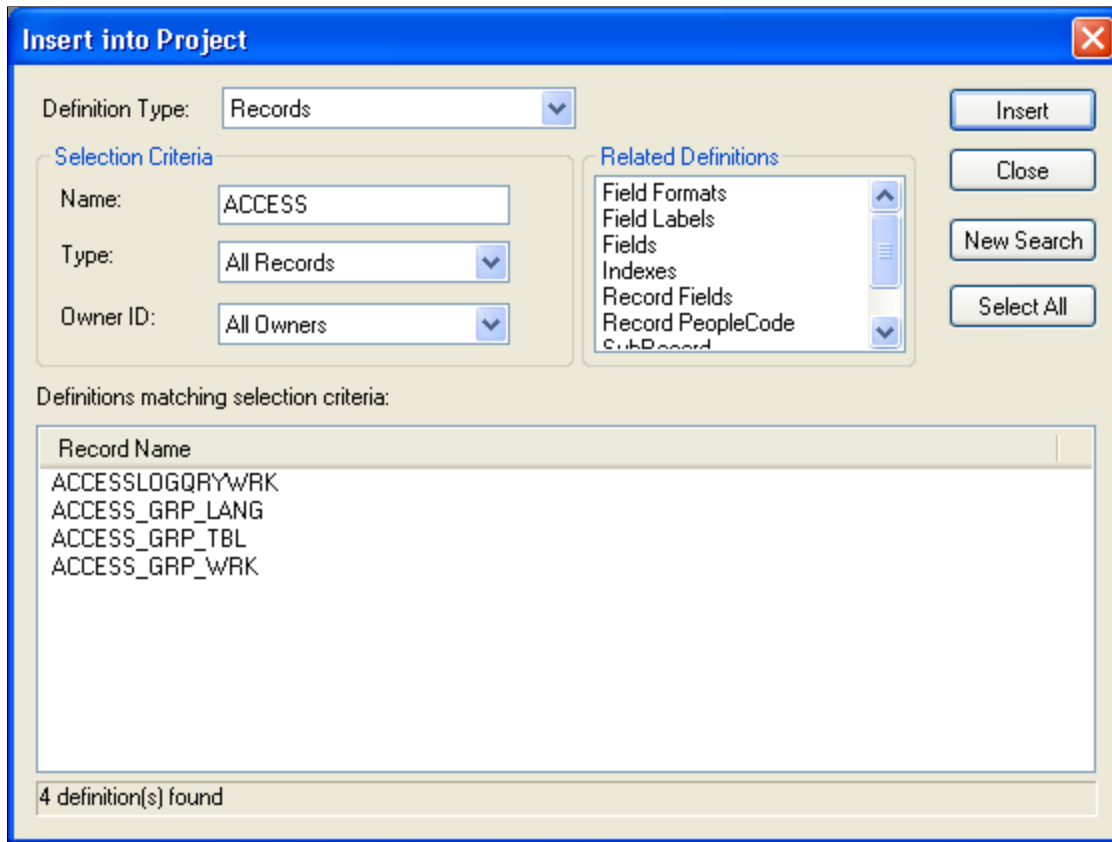 Insert into Project
Definition Type:
Records
Insert
Selection Criteria
Related Definitions
Close
Name:
ACCESS
Field Formats
Field Labels
Fields
Indexes
Record Fields
Record PeopleCode
SubRecord
New Search
Type:
All Records
Select All
Owner ID:
All Owners
Definitions matching selection criteria:
Record Name
ACCESSLOGQRYWRK
ACCESS_GRP_LANG
ACCESS_GRP_TBL
ACCESS_GRP_WRK
4 definition(s) found